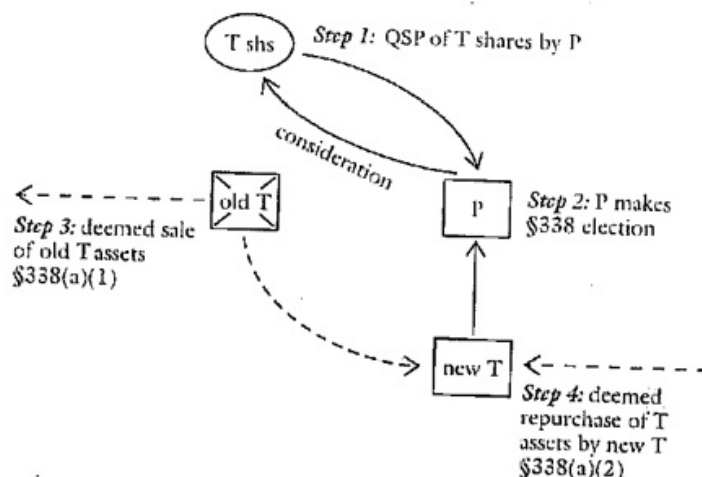 T shs
Step 1: QSP of T shares by P
consideration
old T
P
Step 2: P makes
§338 election
Step 3: deemed sale
of old T assets
§338(a)(1)
new T
Step 4: deemed
repurchase of T
assets by new T
§338(a)(2)